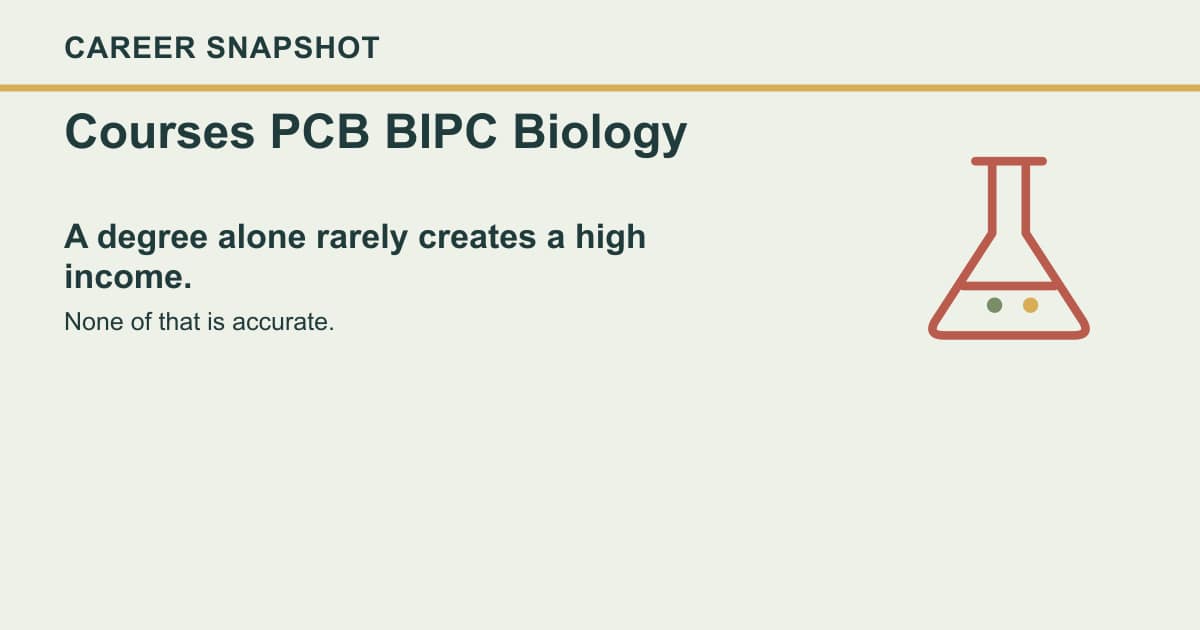 CAREER SNAPSHOT
Courses PCB BIPC Biology
A degree alone rarely creates a high
income.
None of that is accurate.